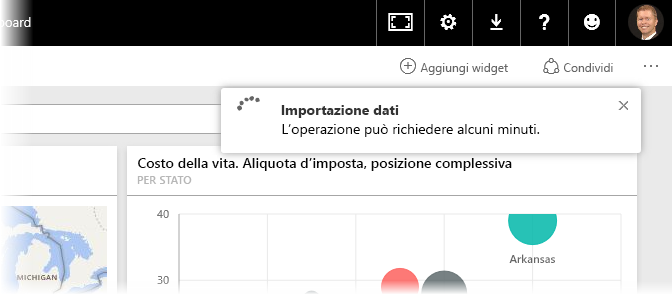 oard
?
Aggiungi widget
Condividi
...
Importazione dati
L'operazione può richiedere alcuni minuti.
Costo della vita. Aliquota d'imposta, posizione complessiva
PER STATO
40
Arkansas
MICHIGAN
30